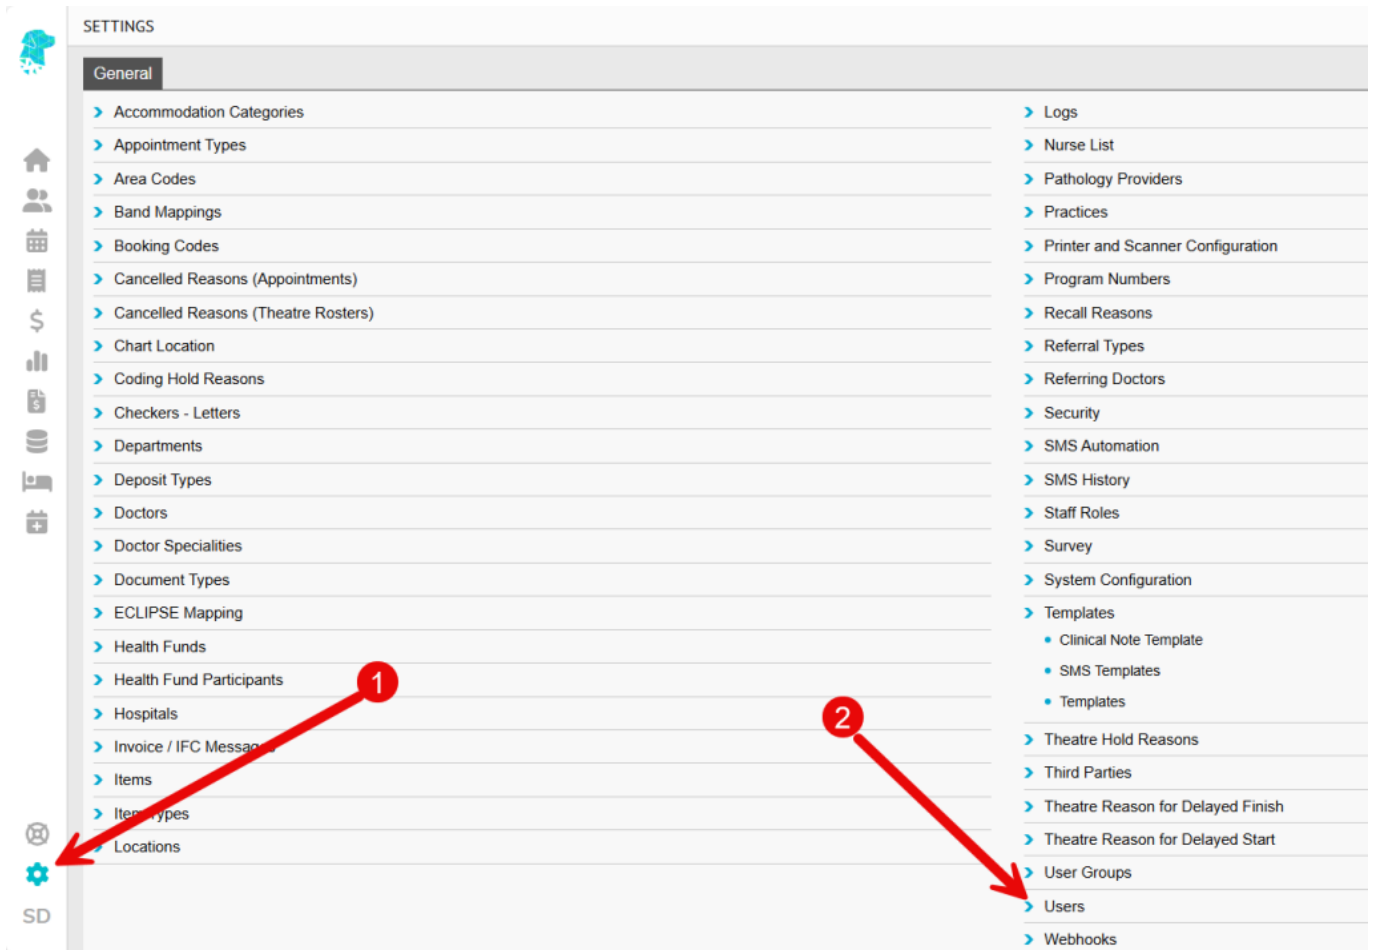 SETTINGS
General
Accommodation Categories
Appointment Types
Area Codes
Band Mappings
Booking Codes
Cancelled Reasons (Appointments)
Cancelled Reasons (Theatre Rosters)
Chart Location
Coding Hold Reasons
Checkers - Letters
Departments
Deposit Types
Doctors
Doctor Specialities
Document Types
ECLIPSE Mapping
Health Funds
Health Fund Participants
1
Hospitals
Invoice / IFC Messages
Items
Item Types
Locations
SD
Logs
Nurse List
Pathology Providers
Practices
Printer and Scanner Configuration
Program Numbers
Recall Reasons
Referral Types
Referring Doctors
Security
SMS Automation
SMS History
Staff Roles
Survey
System Configuration
Templates
Clinical Note Template
SMS Templates
Templates
2
Theatre Hold Reasons
Third Parties
Theatre Reason for Delayed Finish
Theatre Reason for Delayed Start
User Groups
Users
Webhooks